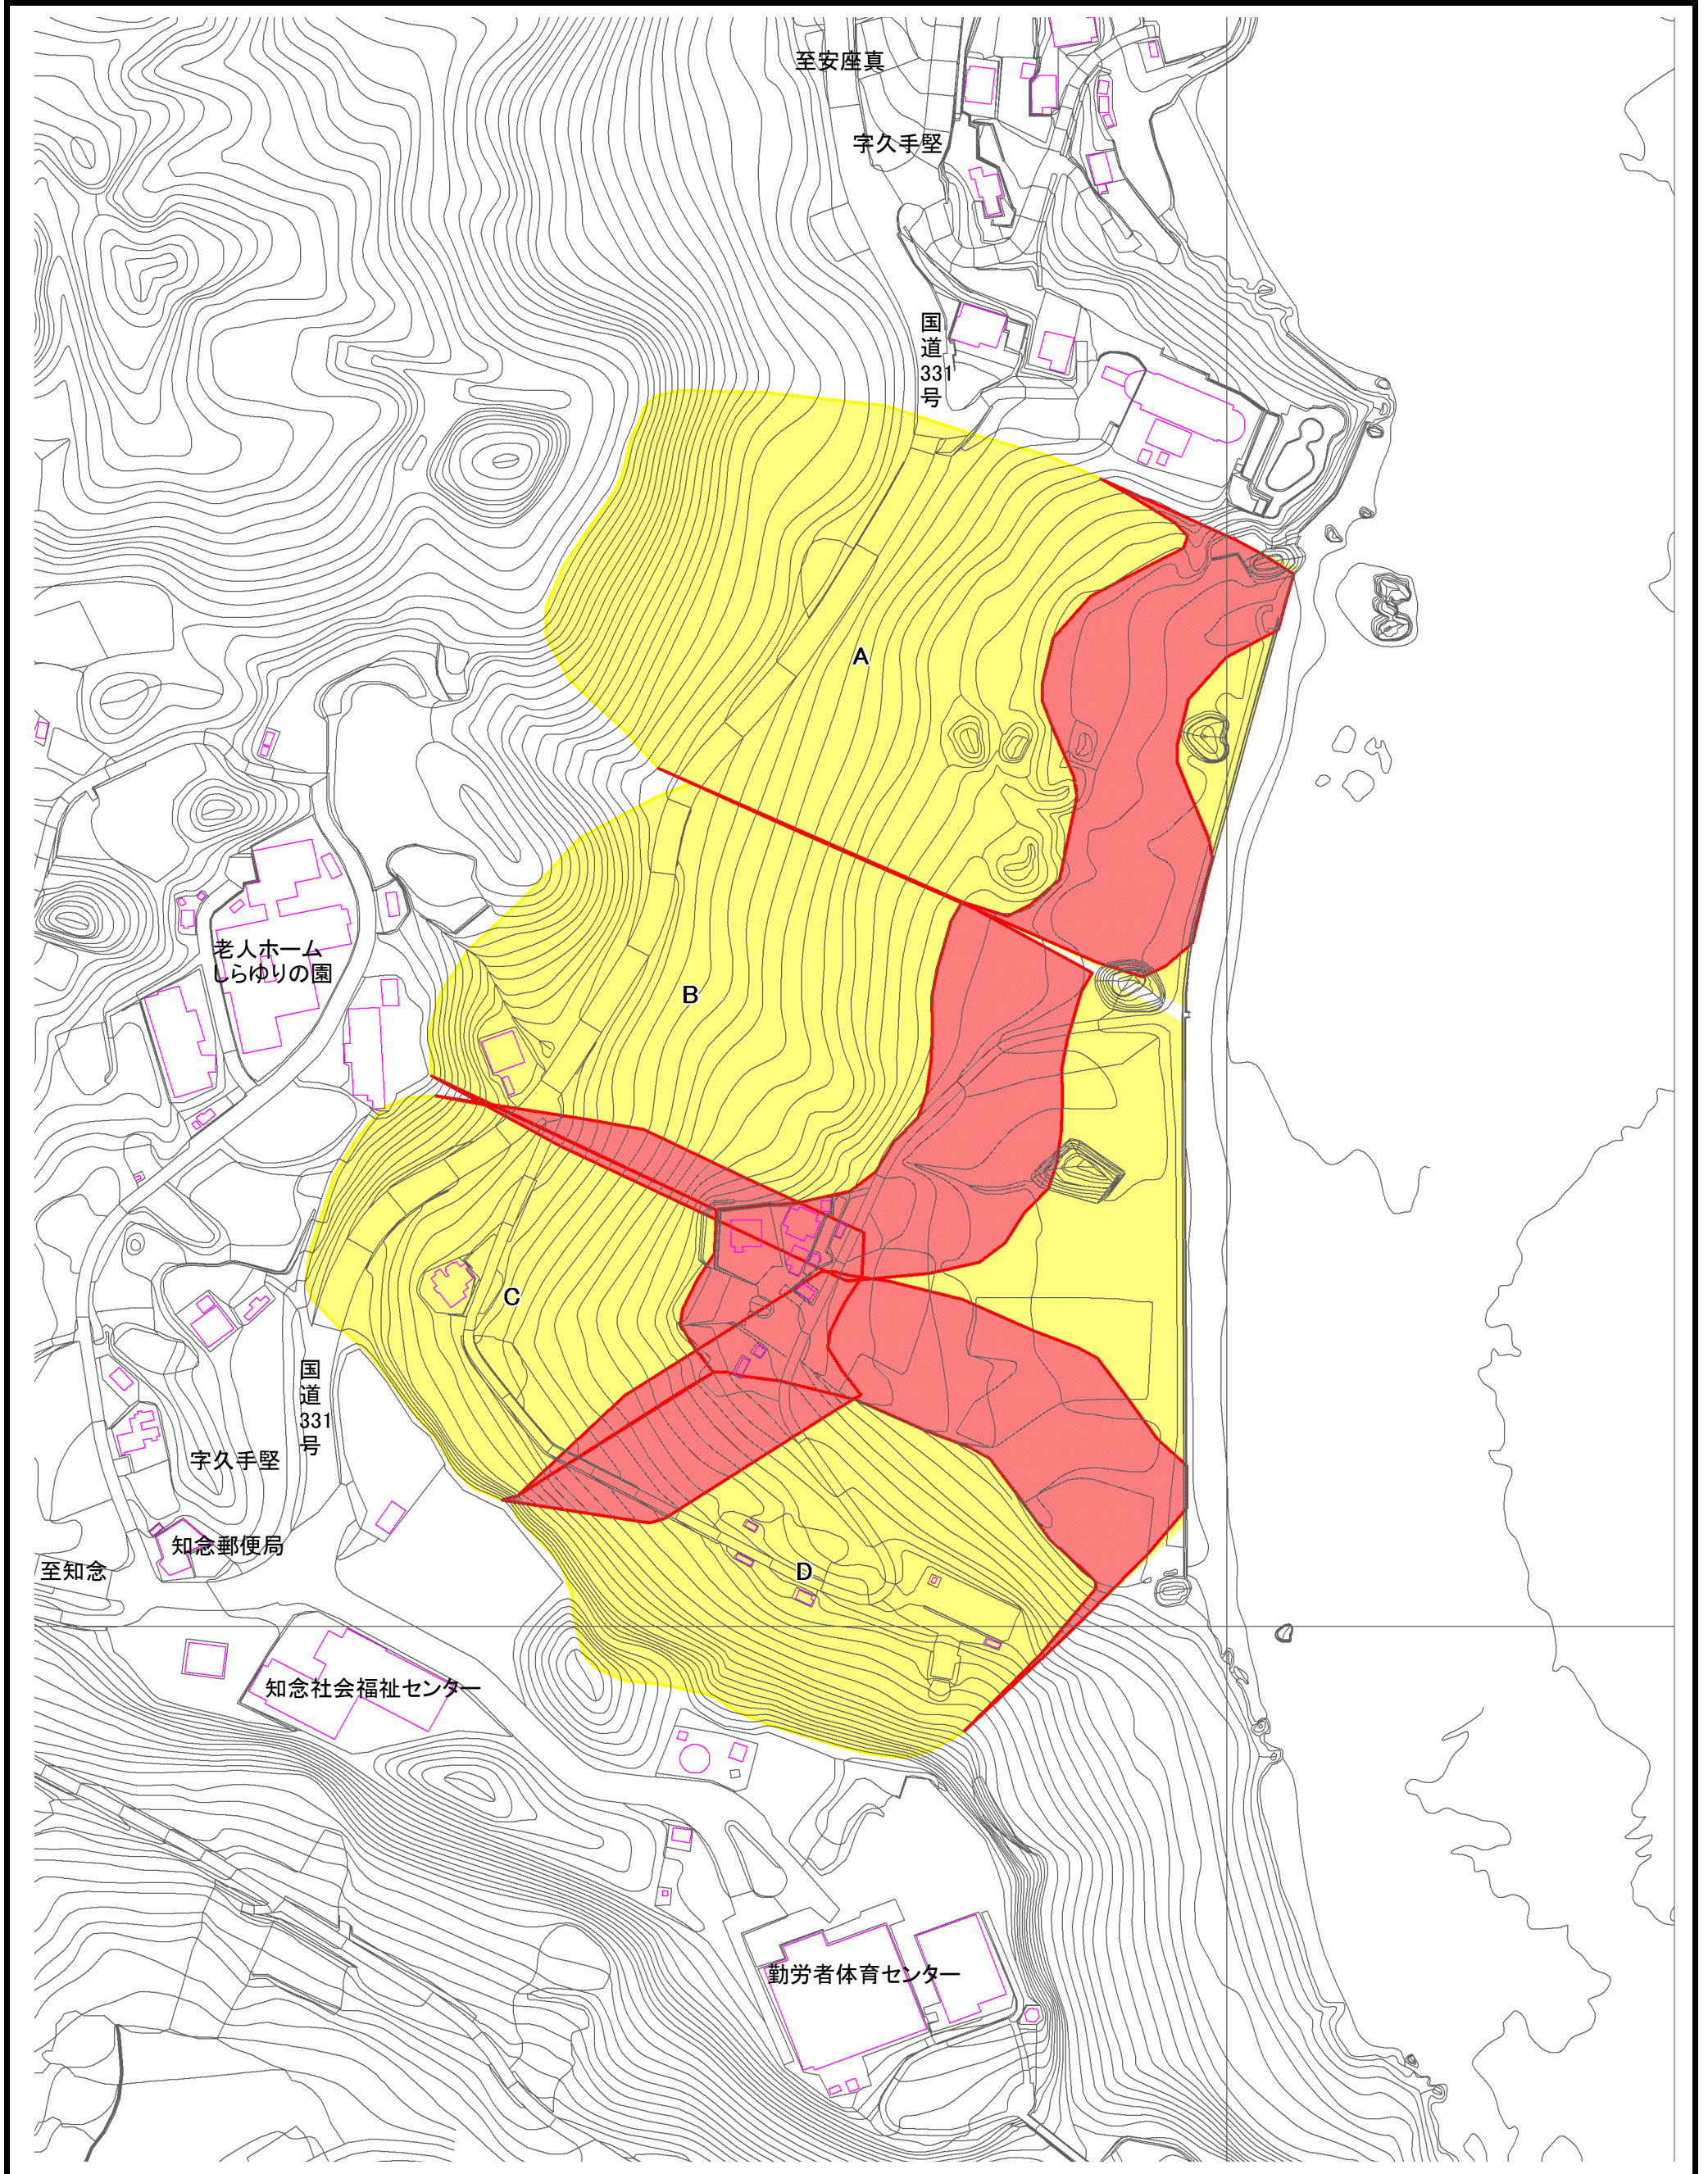 至安座真
字久手堅
国
道
331
号
A
老人ホーム
しらゆりの園
B
C
国
道
331
号
字久手堅
知念郵便局
至知念
D
知念社会福祉センター
勤労者体育センター